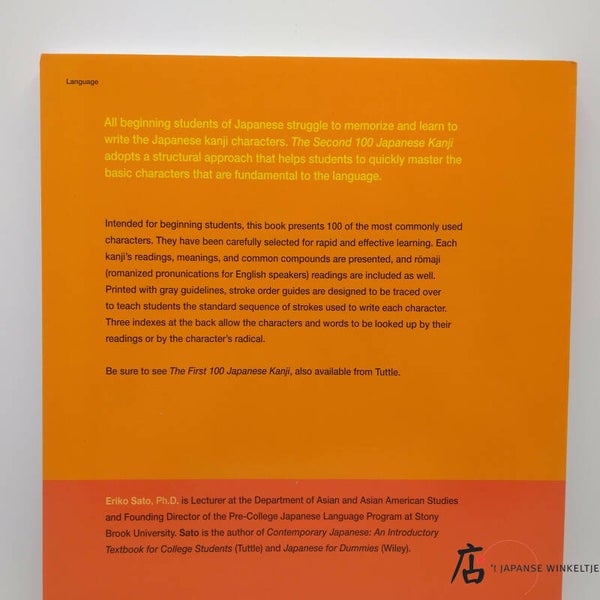 Language
All beginning students of Japanese struggle to memorize and learn to
write the Japanese kanji characters. The Second 100 Japanese Kanji
adopts a structural approach that helps students to quickly master the
basic characters that are fundamental to the language.
Intended for beginning students, this book presents 100 of the most commonly used
characters. They have been carefully selected for rapid and effective learning. Each
kanji's readings, meanings, and common compounds are presented, and rōmaji
(romanized pronunications for English speakers) readings are included as well.
Printed with gray guidelines, stroke order guides are designed to be traced over
to teach students the standard sequence of strokes used to write each character.
Three indexes at the back allow the characters and words to be looked up by their
readings or by the character's radical.
Be sure to see The First 100 Japanese Kanji, also available from Tuttle.
Eriko Sato, Ph.D. is Lecturer at the Department of Asian and Asian American Studies
and Founding Director of the Pre-College Japanese Language Program at Stony
Brook University. Sato is the author of Contemporary Japanese: An Introductory
Textbook for College Students (Tuttle) and Japanese for Dummies (Wiley).
店 't JAPANSE WINKELTJE